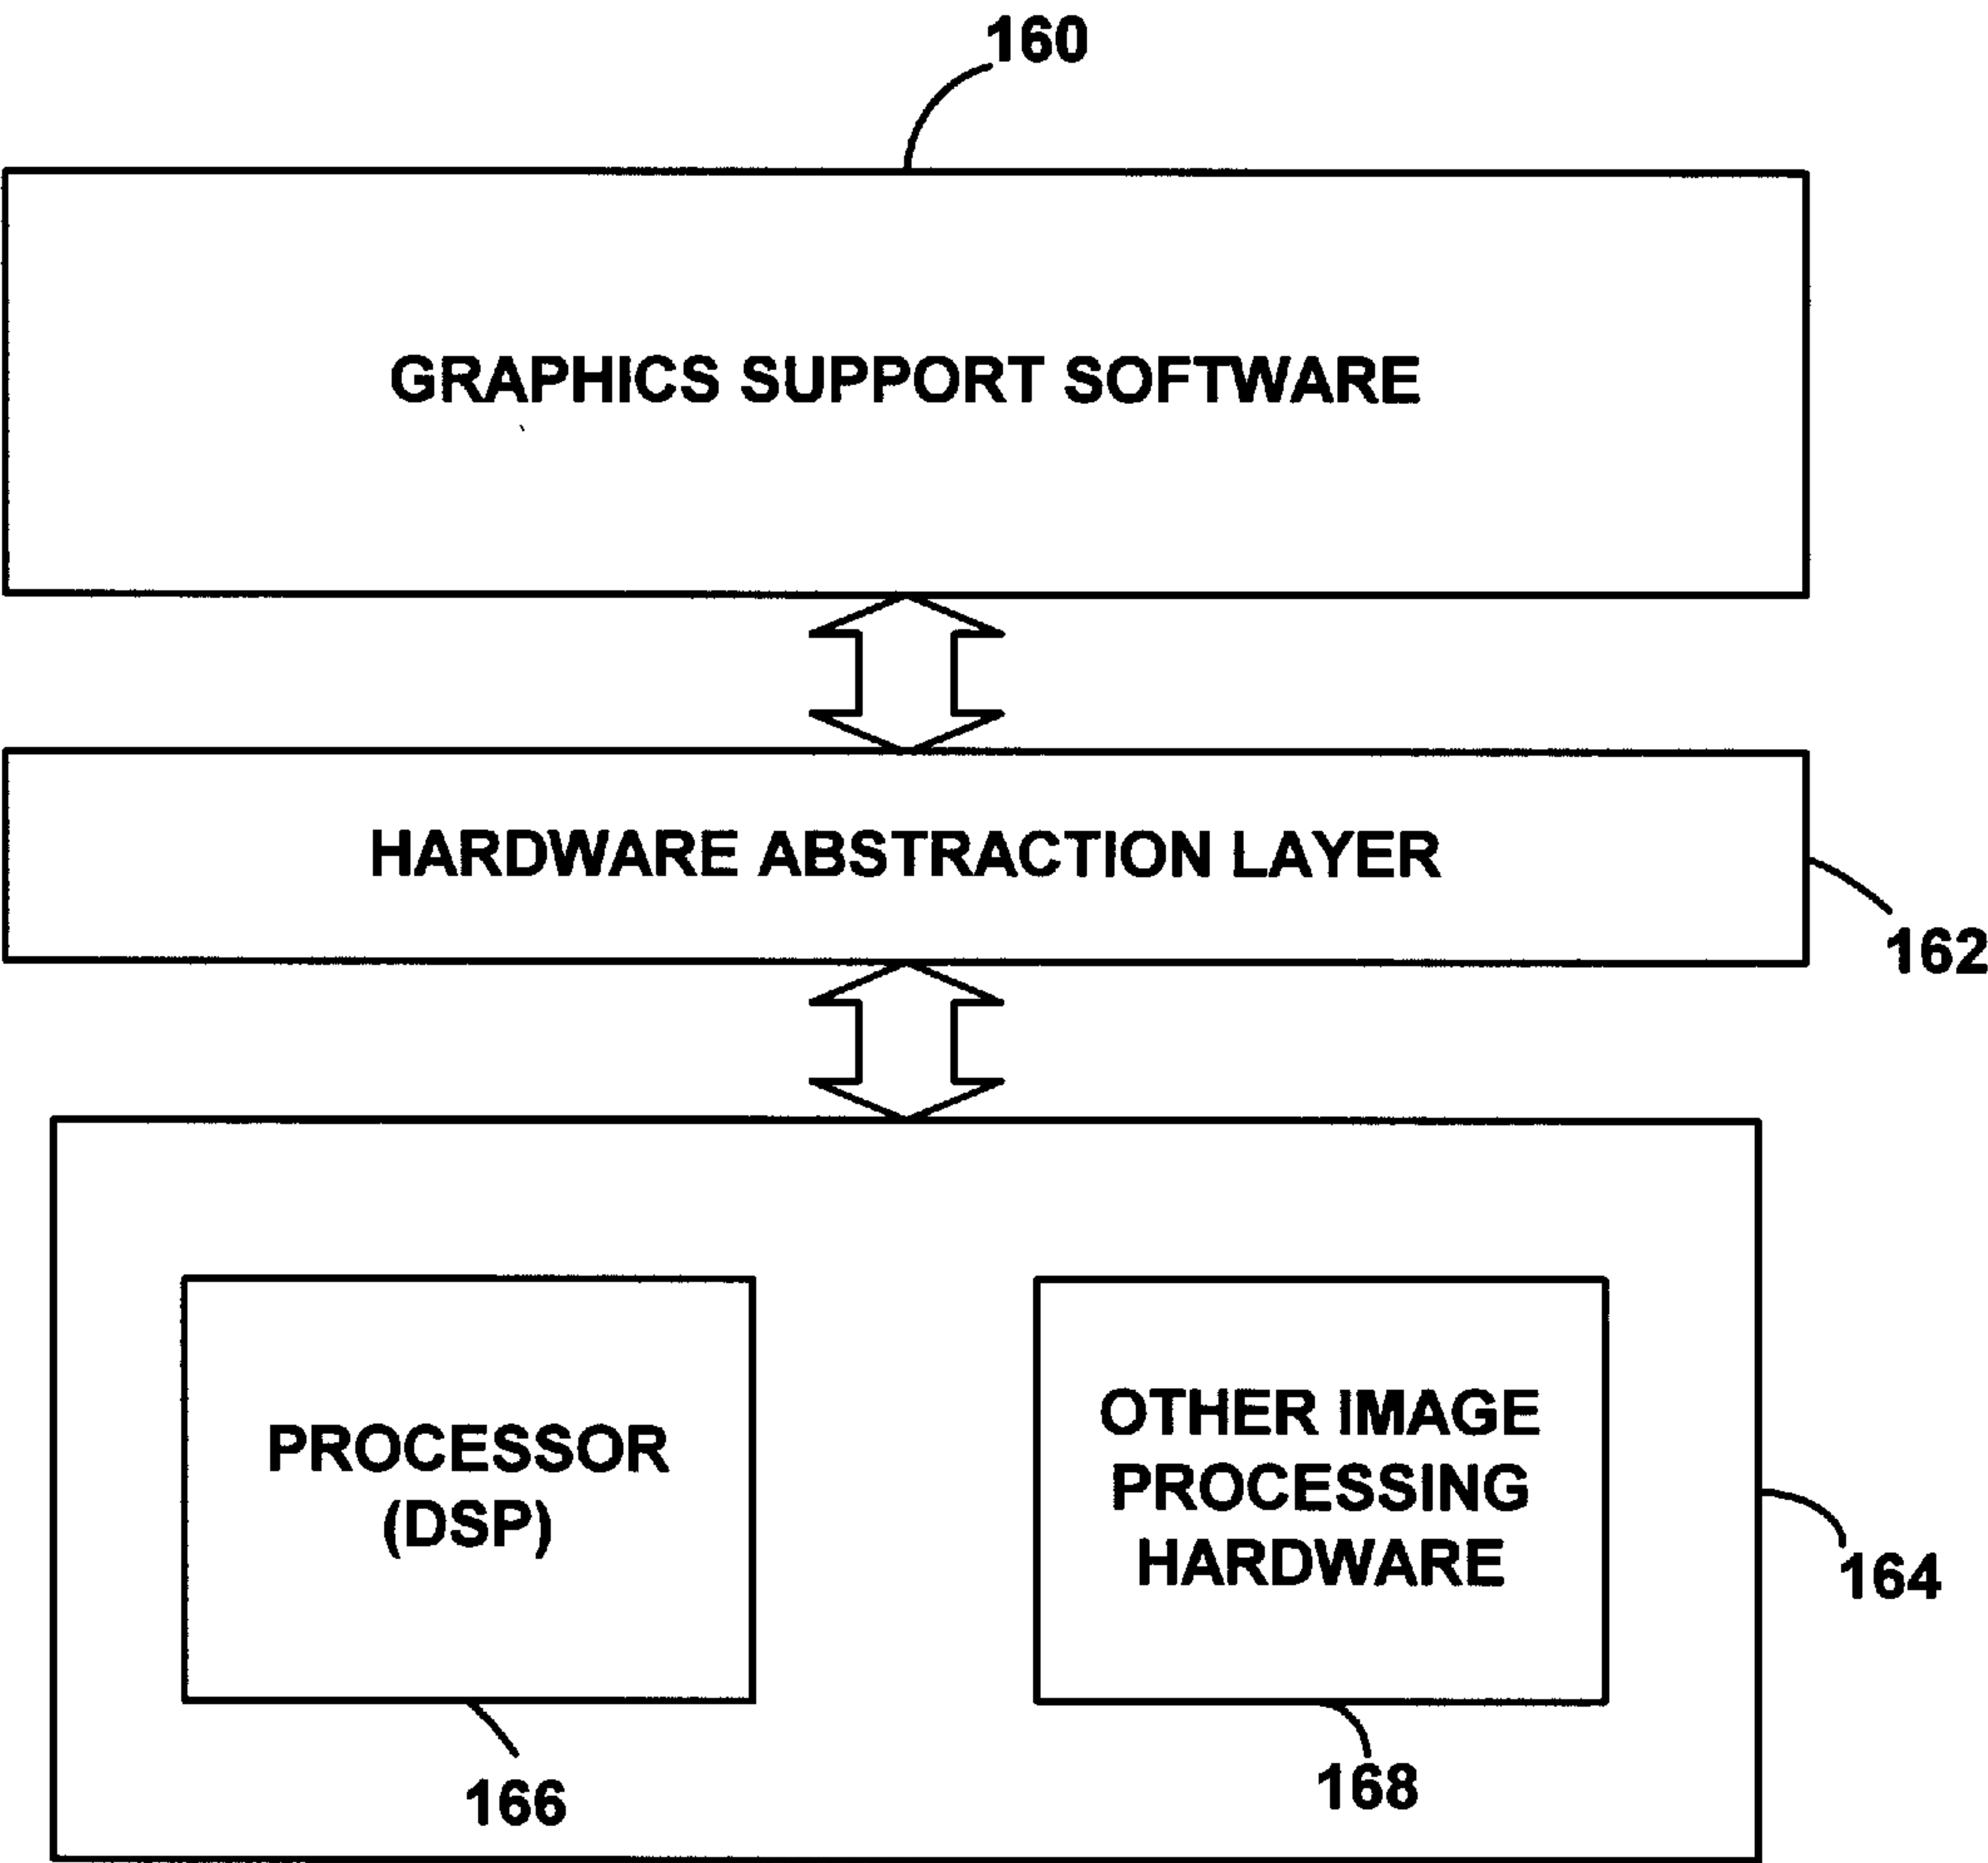 160
GRAPHICS SUPPORT SOFTWARE
HARDWARE ABSTRACTION LAYER
162
PROCESSOR
(DSP)
OTHER IMAGE
PROCESSING
HARDWARE
164
166
168